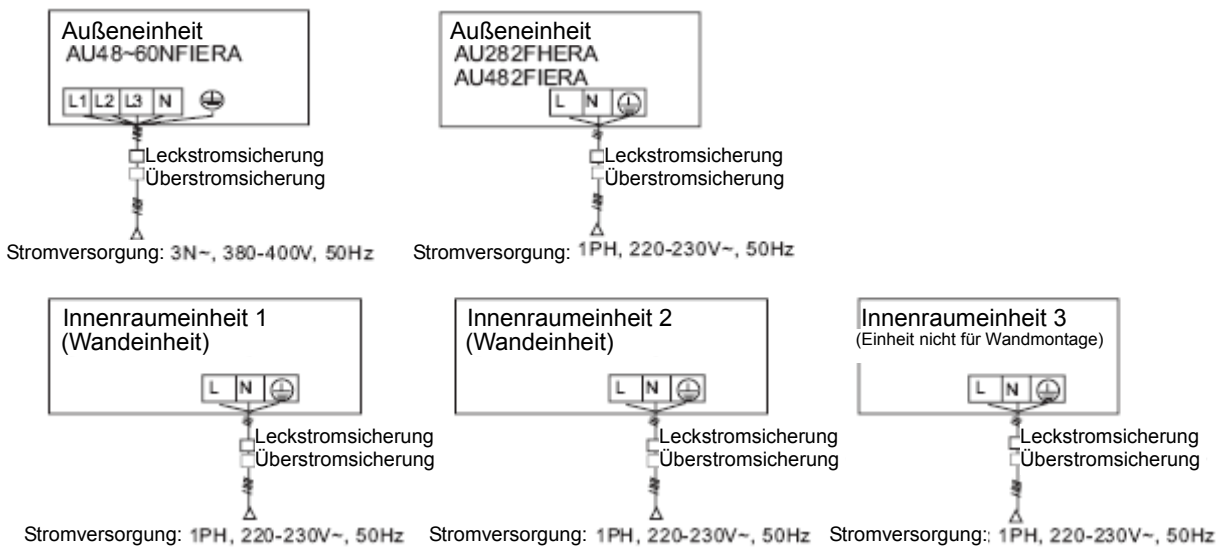 Außeneinheit
AU48~60NFIERA
L1 L2 L3 N
Leckstromsicherung
Überstromsicherung
Stromversorgung: 3N~, 380-400V, 50Hz
Außeneinheit
AU282FHERA
AU482FIERA
L N
Leckstromsicherung
Überstromsicherung
Stromversorgung: 1PH, 220-230V~, 50Hz
Innenraumeinheit 1
(Wandeinheit)
L N
Leckstromsicherung
Überstromsicherung
Stromversorgung: 1PH, 220-230V~, 50Hz
Innenraumeinheit 2
(Wandeinheit)
L N
Leckstromsicherung
Überstromsicherung
Stromversorgung: 1PH, 220-230V~, 50Hz
Innenraumeinheit 3
(Einheit nicht für Wandmontage)
L N
Leckstromsicherung
Überstromsicherung
Stromversorgung:: 1PH, 220-230V~, 50Hz